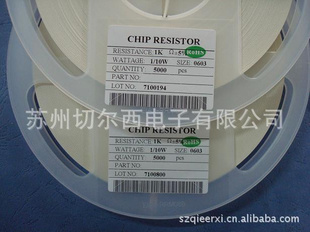 CHIP RESISTOR
RESISTANCE: 1K
RoHS
WATTAGE: 1/10W SIZE 0603
QUANTITY: 5000 pcs
PART NO:
LOT NO: 7100194
苏州切尔西电子有限公司
CHIP RESISTOR
RESISTANCE: 1K
RoHS
WATTAGE: 1/10W SIZE 0603
QUANTITY: 5000 pcs
PART NO:
LOT NO: 7100800
szqieerxi.cn.alibaba.com